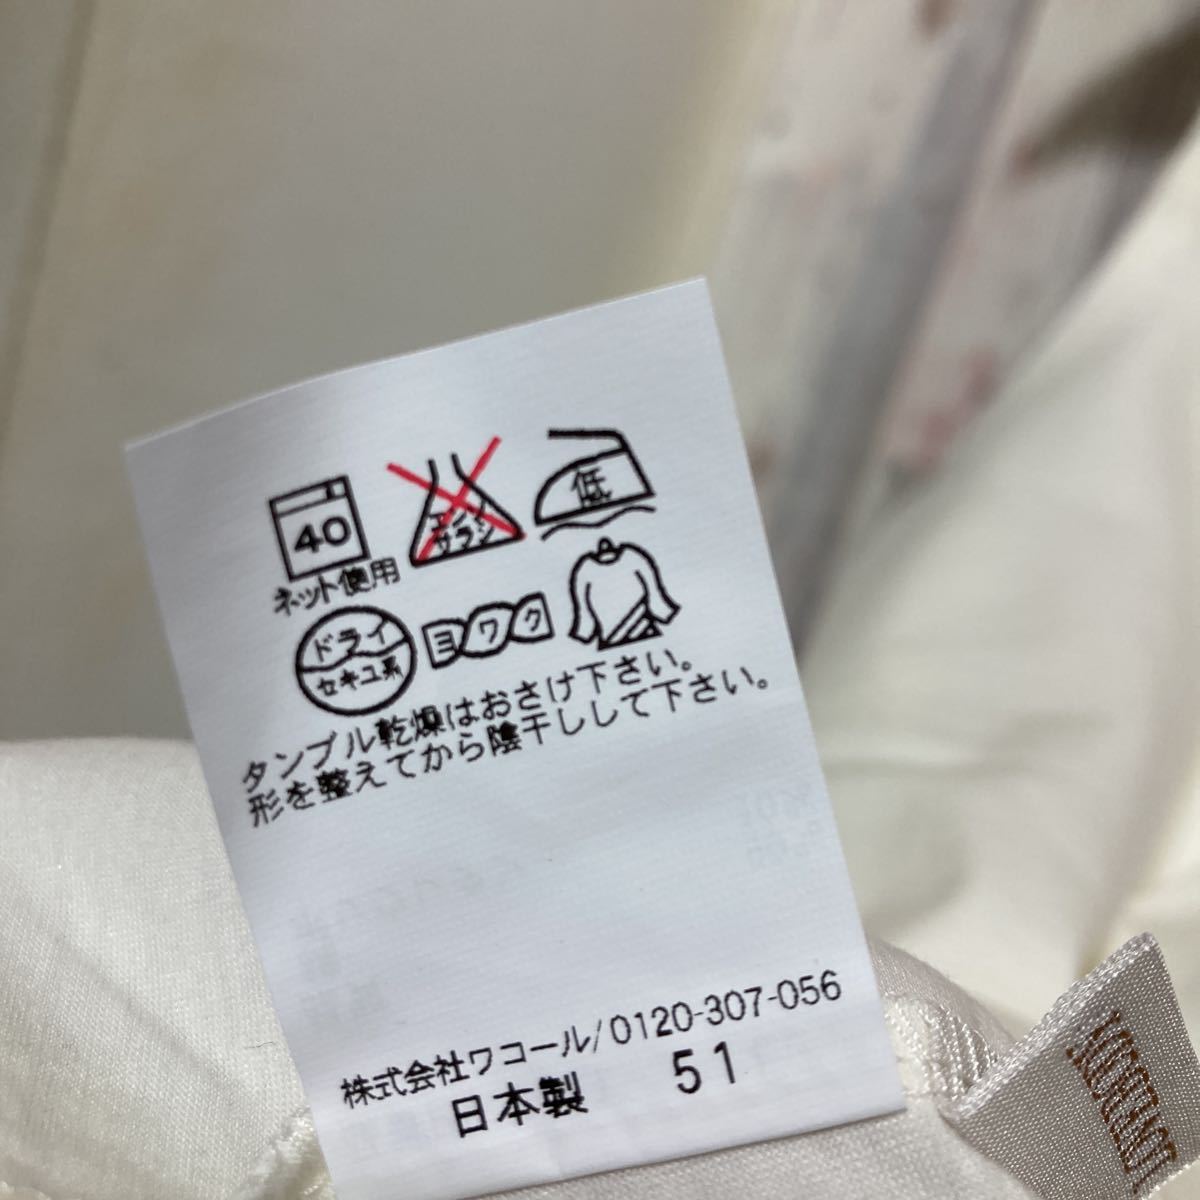 40
ネット使用
エンソ
サラシ
低
ドライ
セキユ系
ヨワク
タンブル乾燥はおさけ下さい。
形を整えてから陰干しして下さい。
株式会社ワコール/0120-307-056
日本製 51